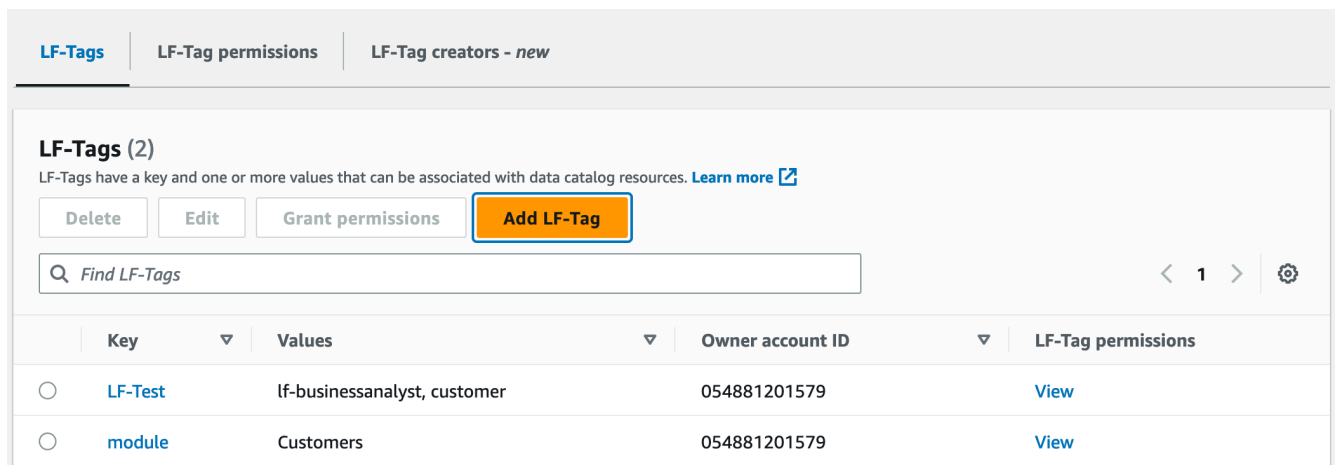 LF-Tags LF-Tag permissions LF-Tag creators - new
LF-Tags (2)
LF-Tags have a key and one or more values that can be associated with data catalog resources. Learn more
Delete Edit Grant permissions Add LF-Tag
Find LF-Tags 1
Key Values Owner account ID LF-Tag permissions
LF-Test lf-businessanalyst, customer 054881201579 View
module Customers 054881201579 View